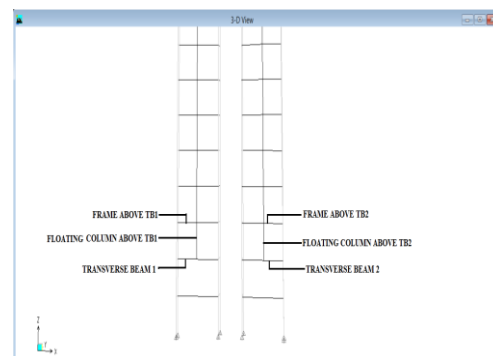 3-D View
FRAME ABOVE TB1
FRAME ABOVE TB2
FLOATING COLUMN ABOVE TB1
FLOATING COLUMN ABOVE TB2
TRANSVERSE BEAM 1
TRANSVERSE BEAM 2
Z
Y
X